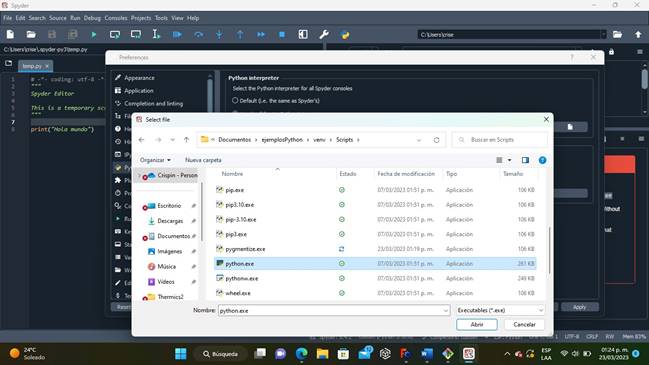 Spyder
File Edit Search Source Run Debug Consoles Projects Tools View Help
C:\Users\crise
C:\Users\crise\.spyder-py3\temp.py
temp.py
1 # -*- coding: utf-8 -*-
2 """
3 Spyder Editor
4
5 This is a temporary sc
6 """
7
8 print("Hola mundo")
Preferences
Appearance
Application
Completion and linting
Python interpreter
Select the Python interpreter for all Spyder consoles
Default (i.e. the same as Spyder's)
Select file
Documentos > ejemplosPython > venv > Scripts >
Buscar en Scripts
Organizar
Nueva carpeta
Crispin - Person
Escritorio
Descargas
Documentos
Imágenes
Música
Videos
Thermics2
Nombre Estado Fecha de modificación Tipo Tamaño
pip.exe 07/03/2023 01:51 p. m. Aplicación 106 KB
pip3.10.exe 07/03/2023 01:51 p. m. Aplicación 106 KB
pip-3.10.exe 07/03/2023 01:51 p. m. Aplicación 106 KB
pip3.exe 07/03/2023 01:51 p. m. Aplicación 106 KB
pygmentize.exe 23/03/2023 01:19 p. m. Aplicación 106 KB
python.exe 07/03/2023 01:51 p. m. Aplicación 261 KB
pythonw.exe 07/03/2023 01:51 p. m. Aplicación 249 KB
wheel.exe 07/03/2023 01:51 p. m. Aplicación 106 KB
Nombre: python.exe
Executables (*.exe)
Abrir
Cancelar
Apply
UTF-8 CRLF RW Mem 83%
24°C
Soleado
Búsqueda
ESP
LAA
01:24 p. m.
23/03/2023